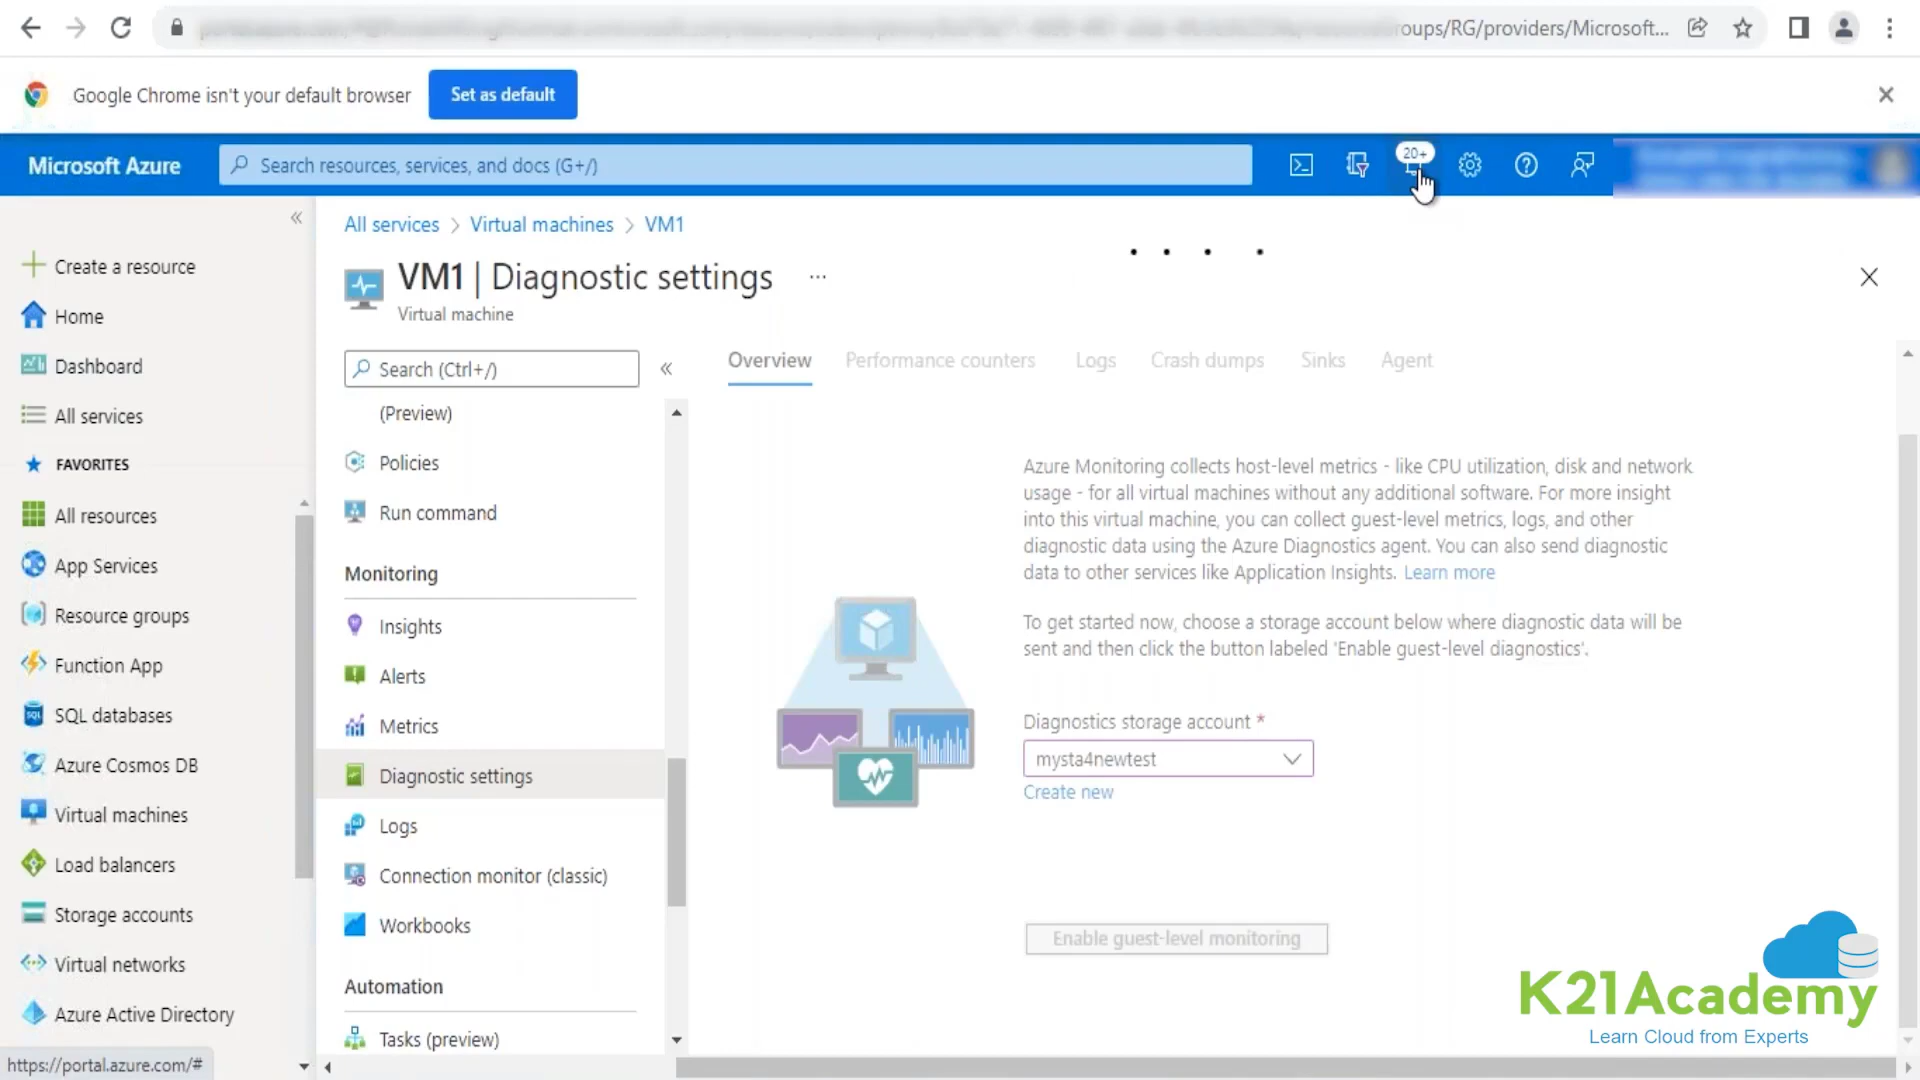 roups/RG/providers/Microsoft...
Google Chrome isn't your default browser
Set as default
Microsoft Azure
Search resources, services, and docs (G+/)
20+
All services > Virtual machines > VM1
VM1 | Diagnostic settings ...
Virtual machine
Create a resource
Home
Dashboard
All services
FAVORITES
All resources
App Services
Resource groups
Function App
SQL databases
Azure Cosmos DB
Virtual machines
Load balancers
Storage accounts
Virtual networks
Azure Active Directory
https://portal.azure.com/#
Search (Ctrl+/)
(Preview)
Policies
Run command
Monitoring
Insights
Alerts
Metrics
Diagnostic settings
Logs
Connection monitor (classic)
Workbooks
Automation
Tasks (preview)
Overview Performance counters Logs Crash dumps Sinks Agent
Azure Monitoring collects host-level metrics - like CPU utilization, disk and network
usage - for all virtual machines without any additional software. For more insight
into this virtual machine, you can collect guest-level metrics, logs, and other
diagnostic data using the Azure Diagnostics agent. You can also send diagnostic
data to other services like Application Insights. Learn more
To get started now, choose a storage account below where diagnostic data will be
sent and then click the button labeled 'Enable guest-level diagnostics'.
Diagnostics storage account *
mysta4newtest
Create new
Enable guest-level monitoring
K21Academy
Learn Cloud from Experts